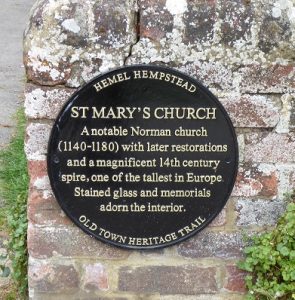 HEMEL HEMPSTEAD
ST MARY'S CHURCH
A notable Norman church
(1140-1180) with later restorations
and a magnificent 14th century
spire, one of the tallest in Europe
Stained glass and memorials
adorn the interior.
OLD TOWN HERITAGE TRAIL